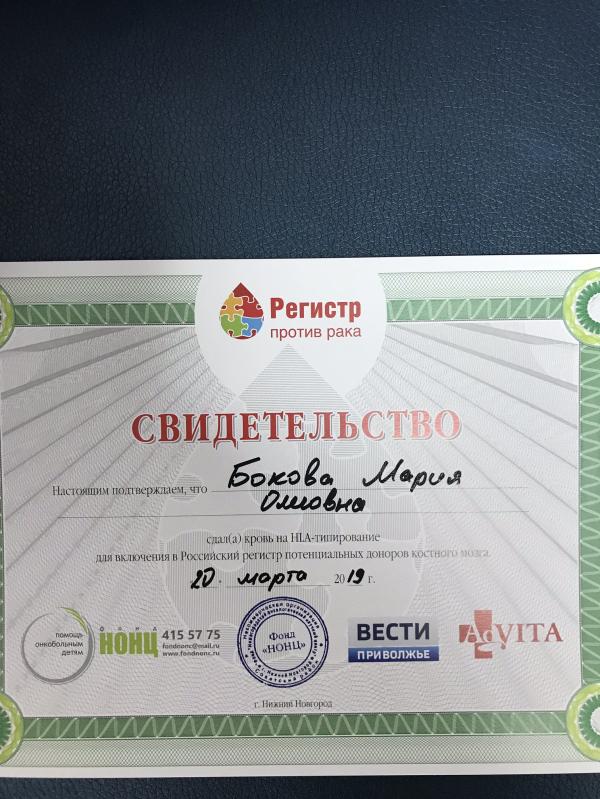 Регистр
против рака
СВИДЕТЕЛЬСТВО
Настоящим подтверждаем, что Бокова Мария
Олеговна
сдал(а) кровь на HLA-типирование
для включения в Российский регистр потенциальных доноров костного мозга.
20 марта 2019 г.
помощь
онкобольным
детям
фонд
НОНЦ
415 57 75
fondnonc@mail.ru
www.fondnonc.ru
Фонд
«НОНЦ»
ВЕСТИ
ПРИВОЛЖЬЕ
AdVITA
г. Нижний Новгород